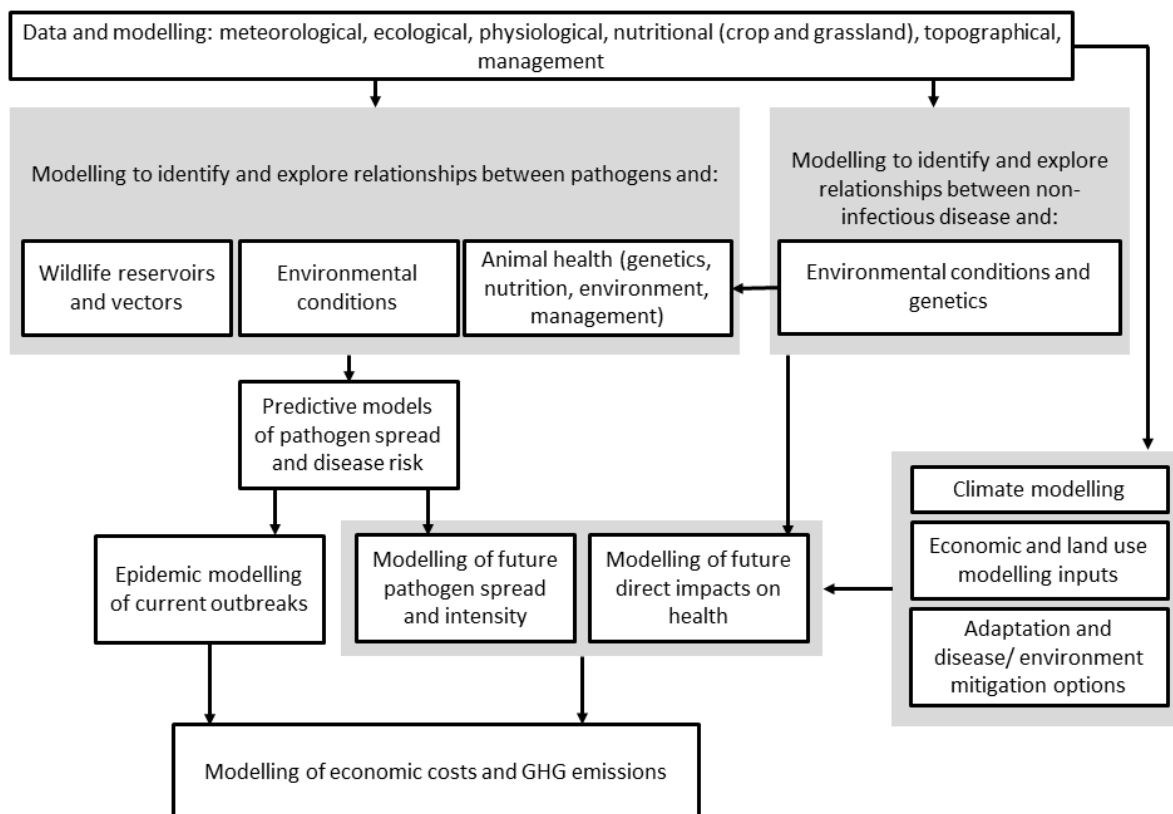 Data and modelling: meteorological, ecological, physiological, nutritional (crop and grassland), topographical,
management
Modelling to identify and explore relationships between pathogens and:
Wildlife reservoirs
and vectors
Environmental
conditions
Animal health (genetics,
nutrition, environment,
management)
Modelling to identify and explore
relationships between non-
infectious disease and:
Environmental conditions and
genetics
Predictive models
of pathogen spread
and disease risk
Epidemic modelling
of current outbreaks
Modelling of future
pathogen spread
and intensity
Modelling of future
direct impacts on
health
Climate modelling
Economic and land use
modelling inputs
Adaptation and
disease/ environment
mitigation options
Modelling of economic costs and GHG emissions